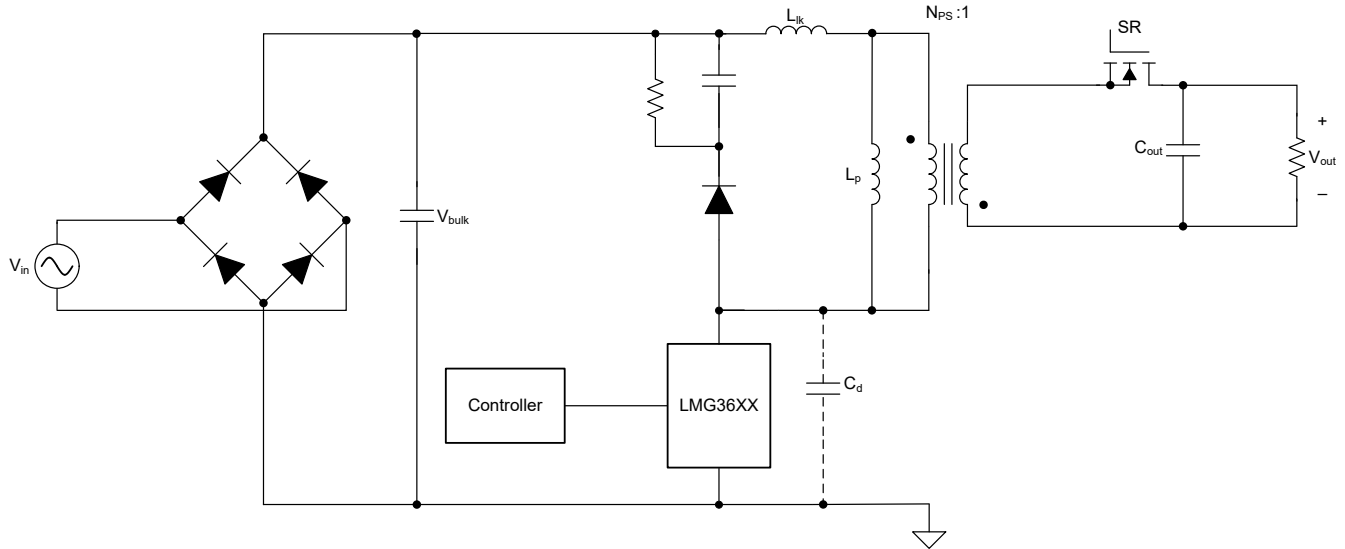 N_PS:1
L_lk
SR
+
C_out
V_out
–
L_p
V_bulk
V_in
C_d
Controller
LMG36XX